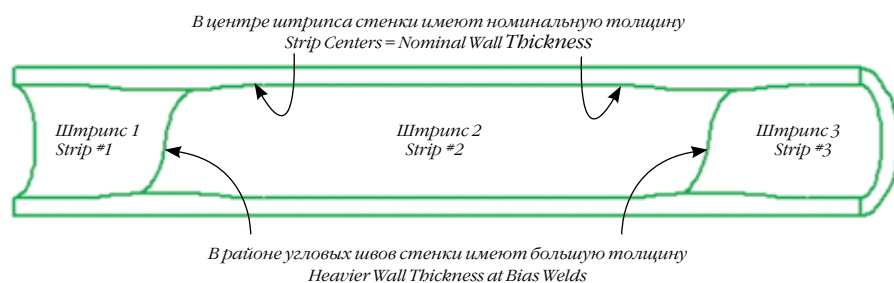 В центре штрипса стенки имеют номинальную толщину
Strip Centers = Nominal Wall Thickness
Штрипс 1
Strip #1
Штрипс 2
Strip #2
Штрипс 3
Strip #3
В районе угловых швов стенки имеют большую толщину
Heavier Wall Thickness at Bias Welds